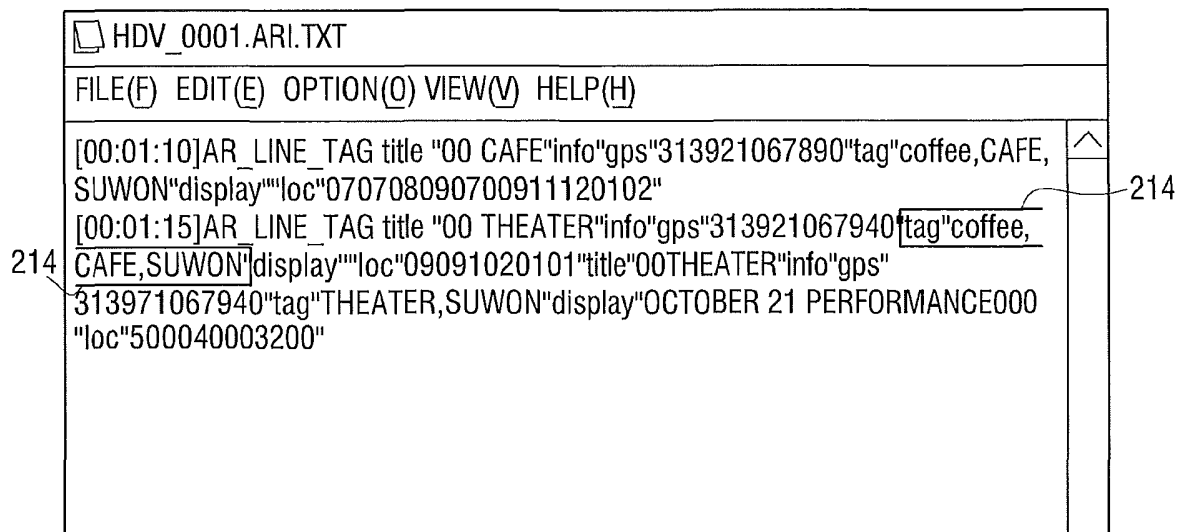 HDV_0001.ARI.TXT
FILE(F) EDIT(E) OPTION(O) VIEW(V) HELP(H)
[00:01:10]AR_LINE_TAG title "00 CAFE"info"gps"313921067890"tag"coffee,CAFE,
SUWON"display""loc"070708090700911120102"
[00:01:15]AR_LINE_TAG title "00 THEATER"info"gps"313921067940"tag"coffee,
214
214
CAFE,SUWON"display""loc"09091020101"title"00THEATER"info"gps"
313971067940"tag"THEATER,SUWON"display"OCTOBER 21 PERFORMANCE000
"loc"500040003200"